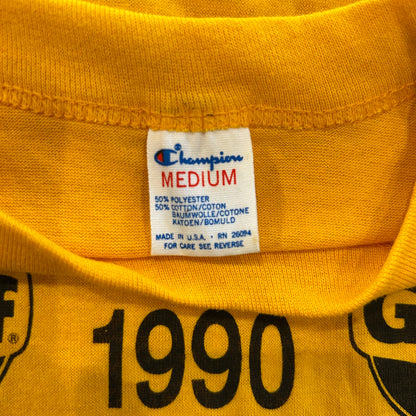 Champion
MEDIUM
50% POLYESTER
50% COTTON/COTON
BAUMWOLLE/COTONE
KATOEN/BOMULD
MADE IN U.S.A. • RN 26094
FOR CARE SEE REVERSE
f®
1990
G